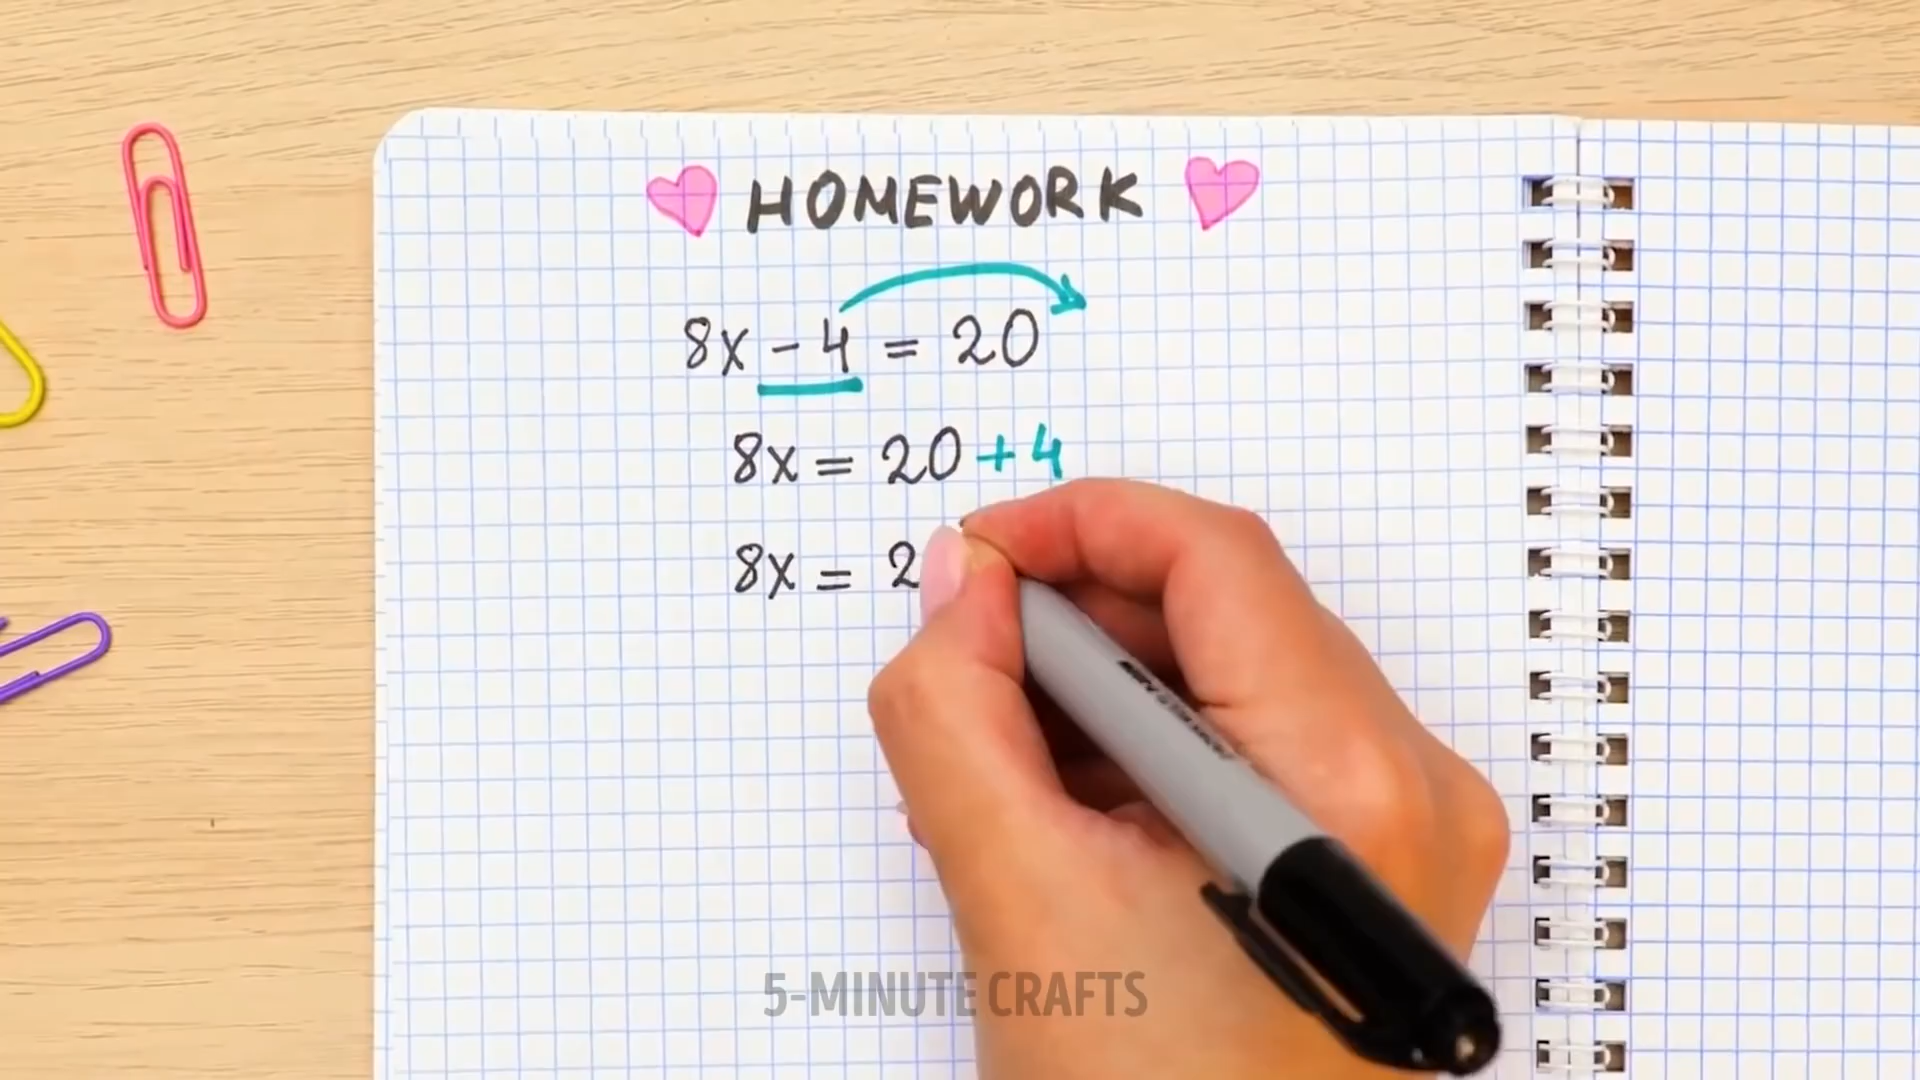 HOMEWORK
8x - 4 = 20
8x = 20 + 4
8x = 2
5-MINUTE CRAFTS